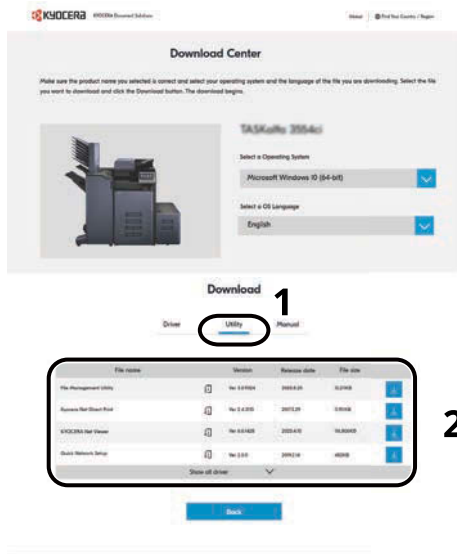 KYOCERA KYOCERA Document Solutions
Global Find Your Country / Region
Download Center
Make sure the product name you selected is correct and select your operating system and the language of the file you are downloading. Select the file
you want to download and click the Download button. The download begins.
TASKalfa 3554ci
Select a Operating System
Microsoft Windows 10 (64-bit)
Select a OS Language
English
Download
1
Driver Utility Manual
File name Version Release date File size
File Management Utility
Kyocera Net Direct Print
KYOCERA Net Viewer
Quick Network Setup
2
Show all driver
Back